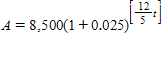 A = 8,500(1 + 0.025)^[12/5 t]